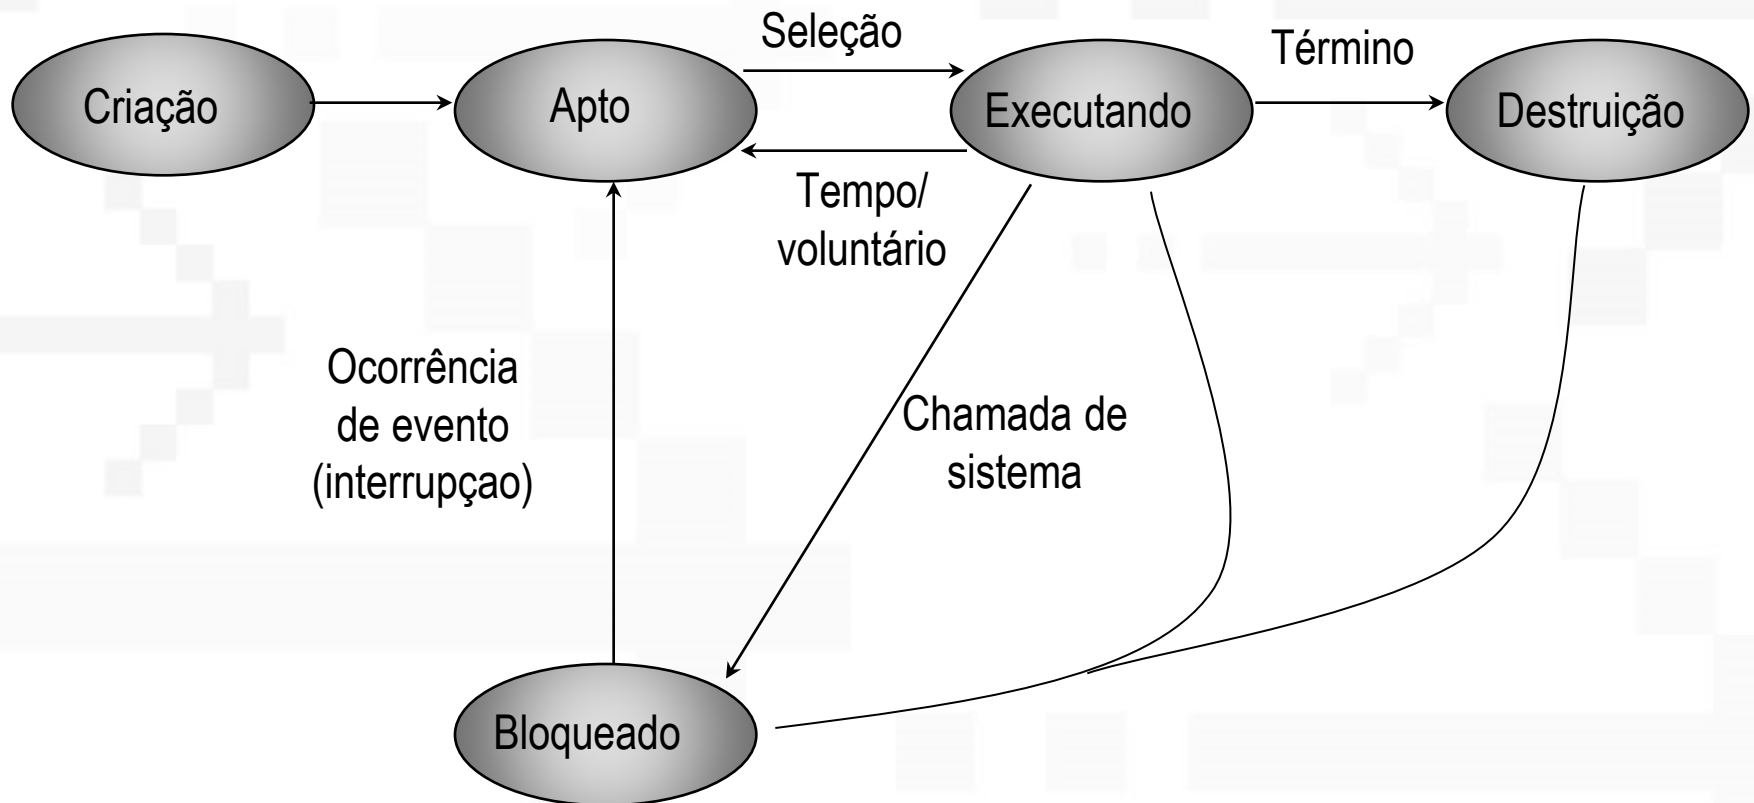 Seleção
Término
Criação
Apto
Executando
Destruição
Tempo/
voluntário
Ocorrência
de evento
(interrupçao)
Chamada de
sistema
Bloqueado